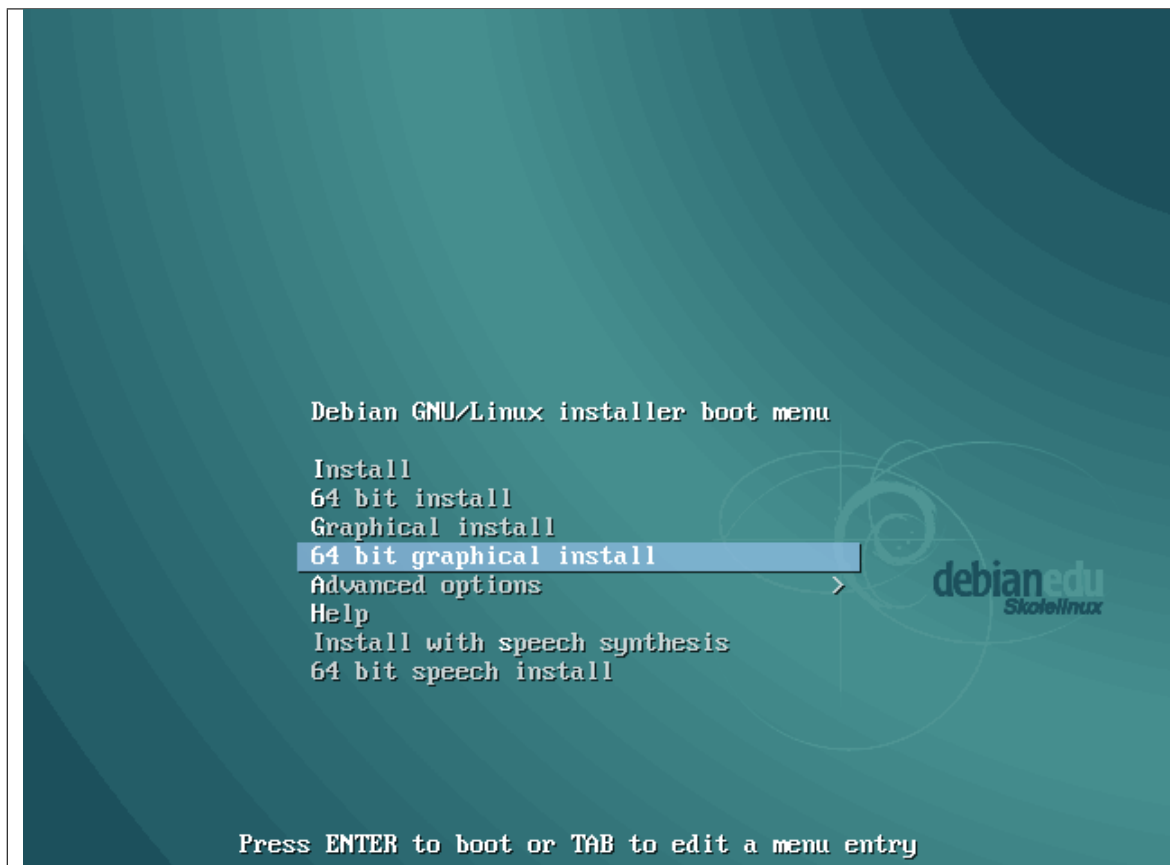 Debian GNU/Linux installer boot menu
Install
64 bit install
Graphical install
64 bit graphical install
Advanced options >
Help
Install with speech synthesis
64 bit speech install
debianedu
Skolelinux
Press ENTER to boot or TAB to edit a menu entry